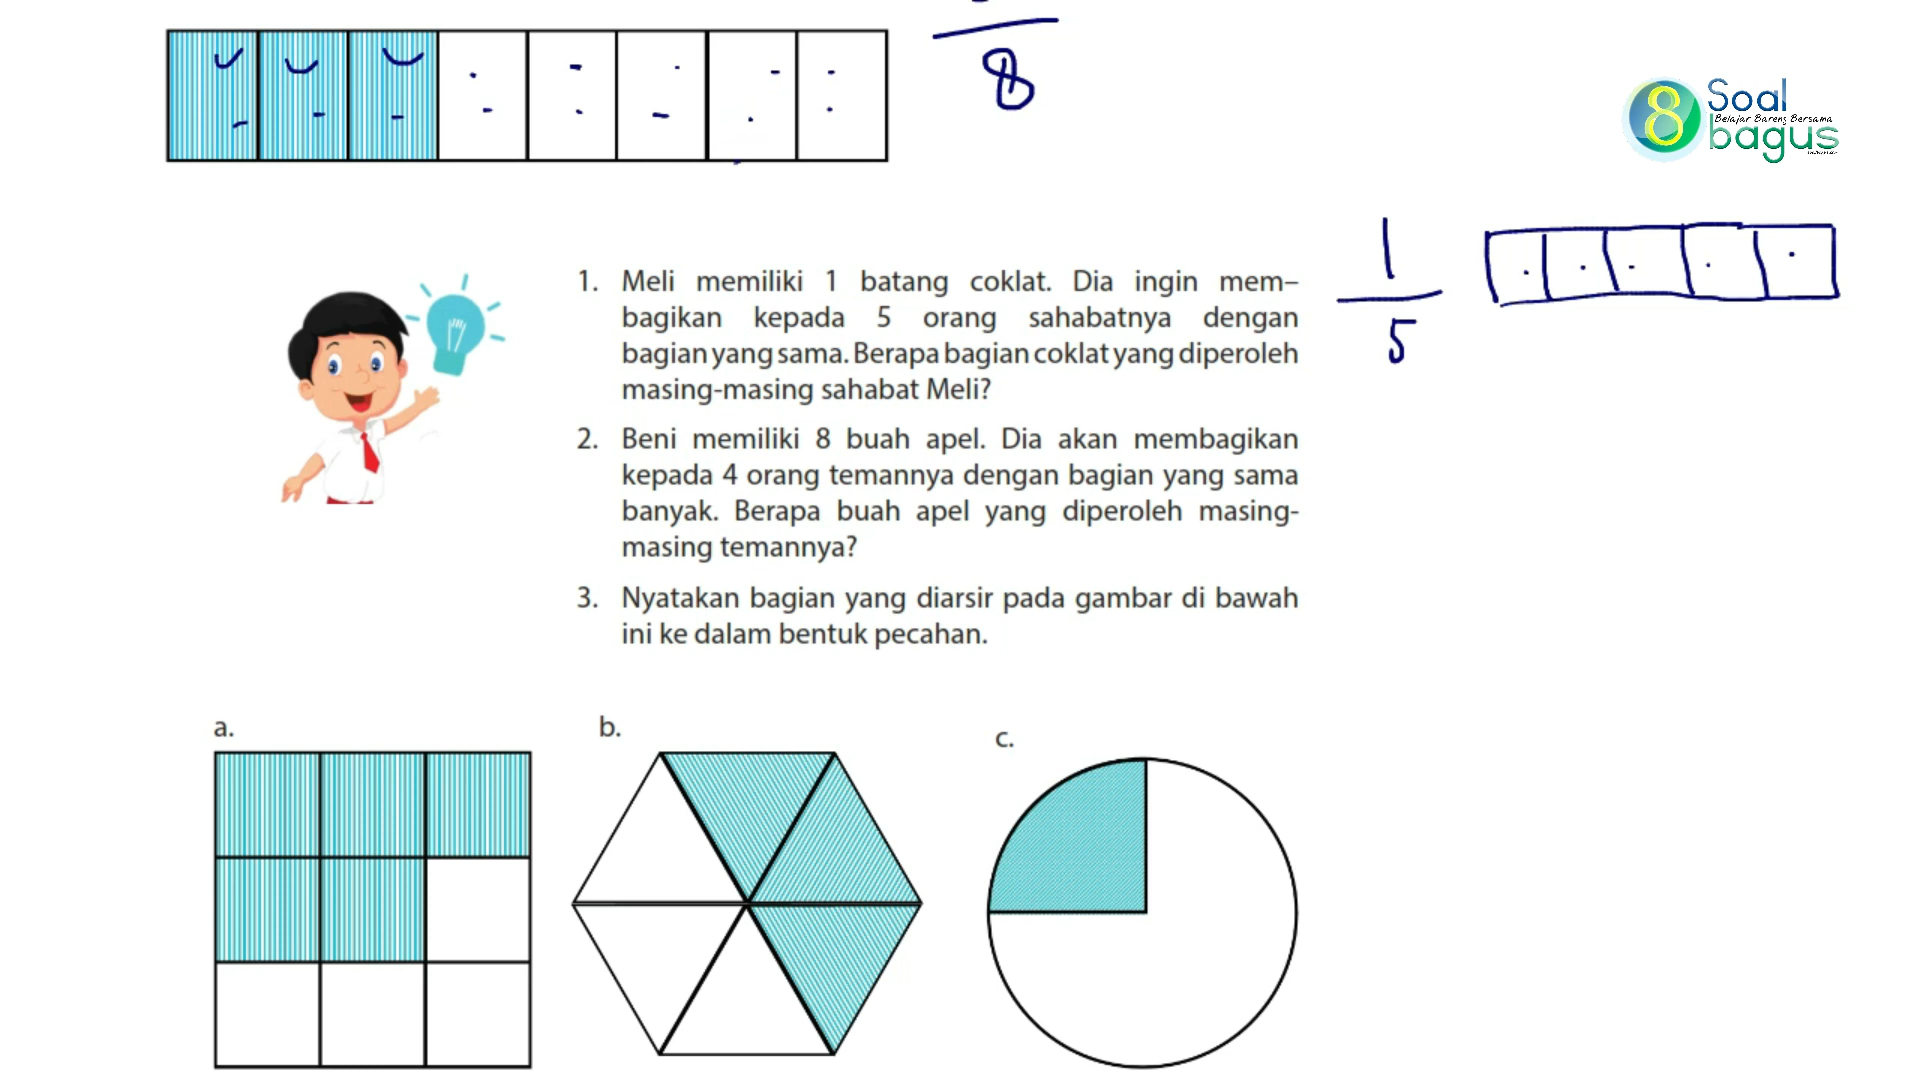 8
8 Soal
Belajar Bareng Bersama
bagus
1
5
1. Meli memiliki 1 batang coklat. Dia ingin mem–
bagikan kepada 5 orang sahabatnya dengan
bagian yang sama. Berapa bagian coklat yang diperoleh
masing-masing sahabat Meli?
2. Beni memiliki 8 buah apel. Dia akan membagikan
kepada 4 orang temannya dengan bagian yang sama
banyak. Berapa buah apel yang diperoleh masing-
masing temannya?
3. Nyatakan bagian yang diarsir pada gambar di bawah
ini ke dalam bentuk pecahan.
a.
b.
c.